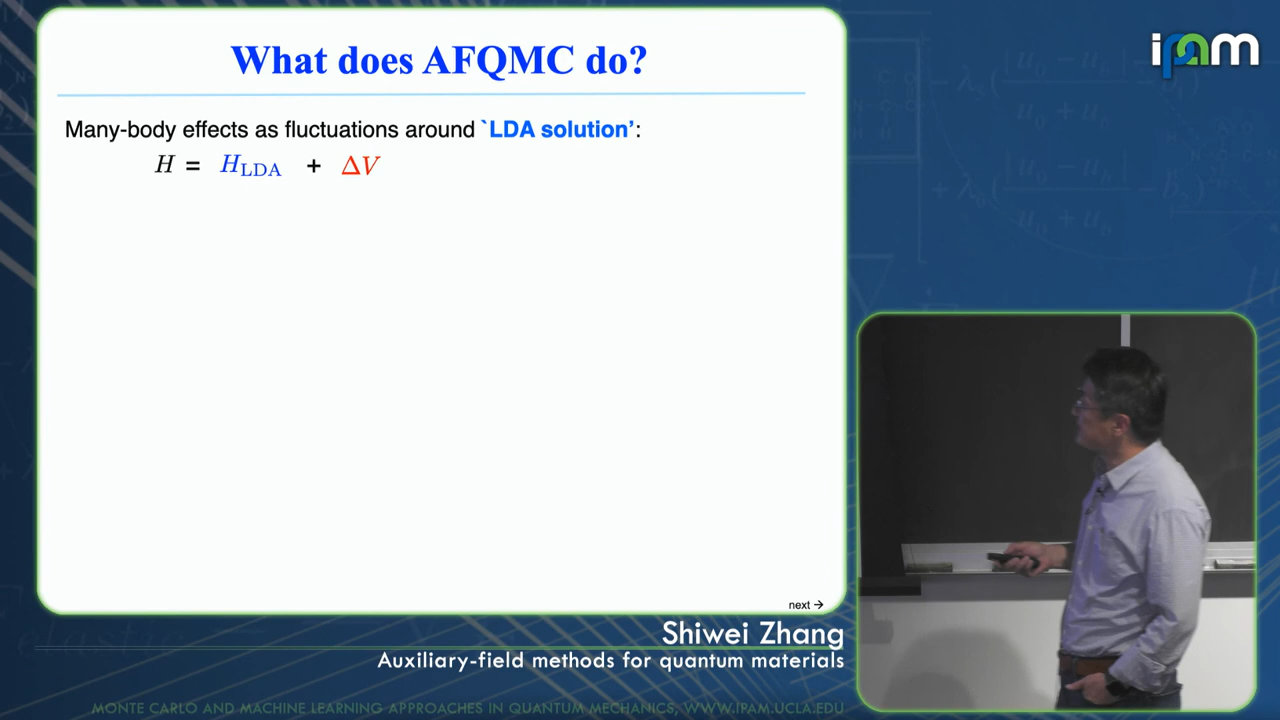 What does AFQMC do?
Many-body effects as fluctuations around `LDA solution':
H = H_LDA + ΔV
next →
ipam
Shiwei Zhang
Auxiliary-field methods for quantum materials
MONTE CARLO AND MACHINE LEARNING APPROACHES IN QUANTUM MECHANICS, WWW.IPAM.UCLA.EDU